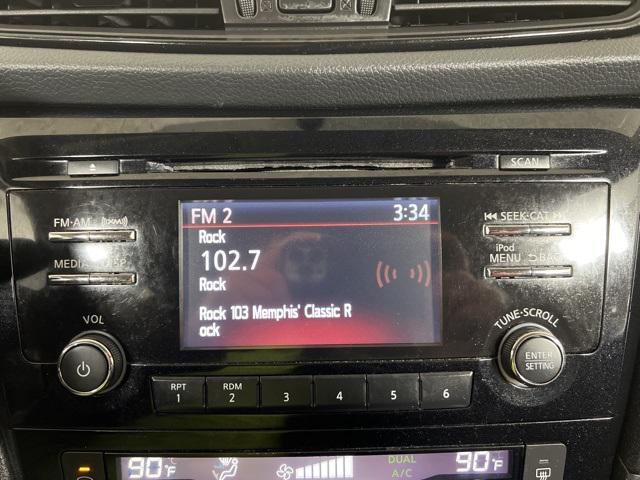 SCAN
FM·AM
FM 2 3:34
SEEK·CAT
Rock
102.7
iPod
MENU BACK
MEDIA
Rock
Rock 103 Memphis' Classic R
ock
VOL
TUNE·SCROLL
ENTER
SETTING
RPT RDM
1 2 3 4 5 6
90°F DUAL 90°F
A/C